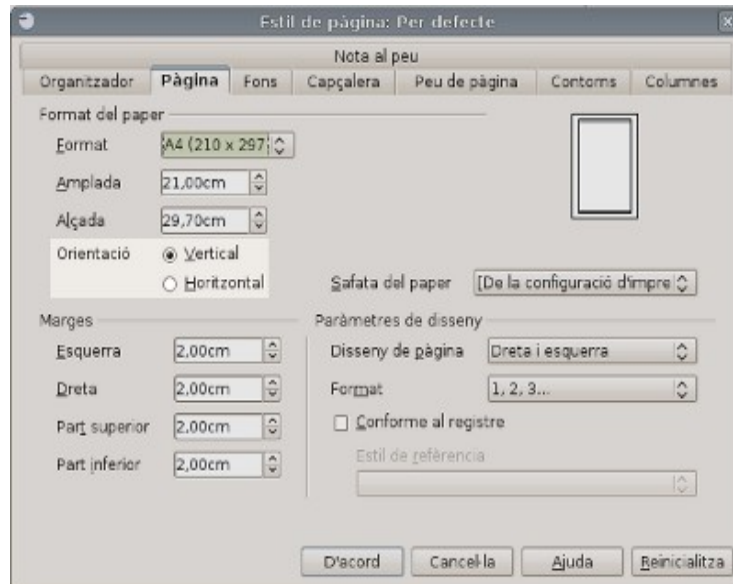 Estil de pàgina: Per defecte
Nota al peu
Organitzador Pàgina Fons Capçalera Peu de pàgina Contorns Columnes
Format del paper
Format A4 (210 x 297
Amplada 21,00cm
Alçada 29,70cm
Orientació Vertical
Horitzontal Safata del paper [De la configuració d'impre
Marges Paràmetres de disseny
Esquerra 2,00cm Disseny de pàgina Dreta i esquerra
Dreta 2,00cm Format 1, 2, 3...
Part superior 2,00cm Conforme al registre
Part inferior 2,00cm Estil de refèrencia
D'acord Cancel·la Ajuda Reinicialitza